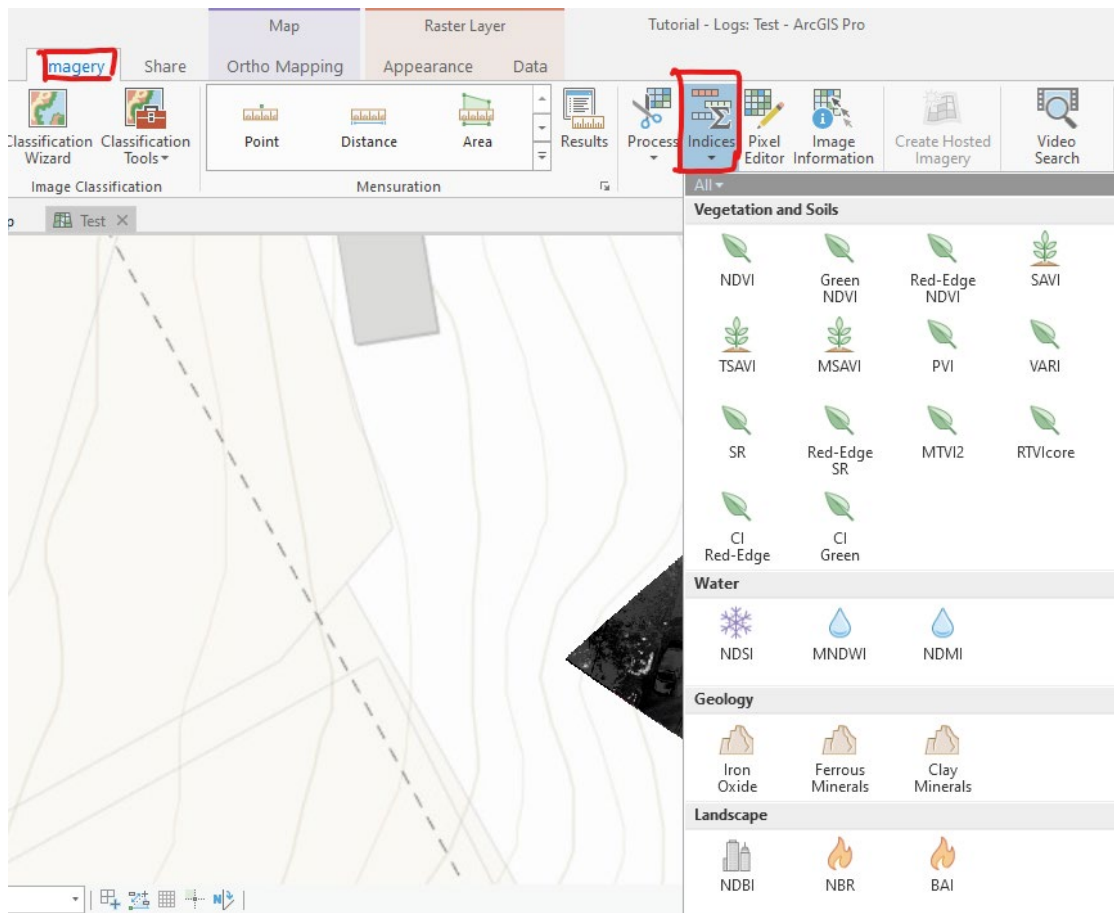 Map
Raster Layer
Tutorial - Logs: Test - ArcGIS Pro
Imagery
Share
Ortho Mapping
Appearance
Data
Classification Wizard
Classification Tools
Point
Distance
Area
Results
Process
Indices
Pixel Editor
Image Information
Create Hosted Imagery
Video Search
Image Classification
Mensuration
All
Test
Vegetation and Soils
NDVI
Green NDVI
Red-Edge NDVI
SAVI
TSAVI
MSAVI
PVI
VARI
SR
Red-Edge SR
MTVI2
RTVIcore
CI Red-Edge
CI Green
Water
NDSI
MNDWI
NDMI
Geology
Iron Oxide
Ferrous Minerals
Clay Minerals
Landscape
NDBI
NBR
BAI